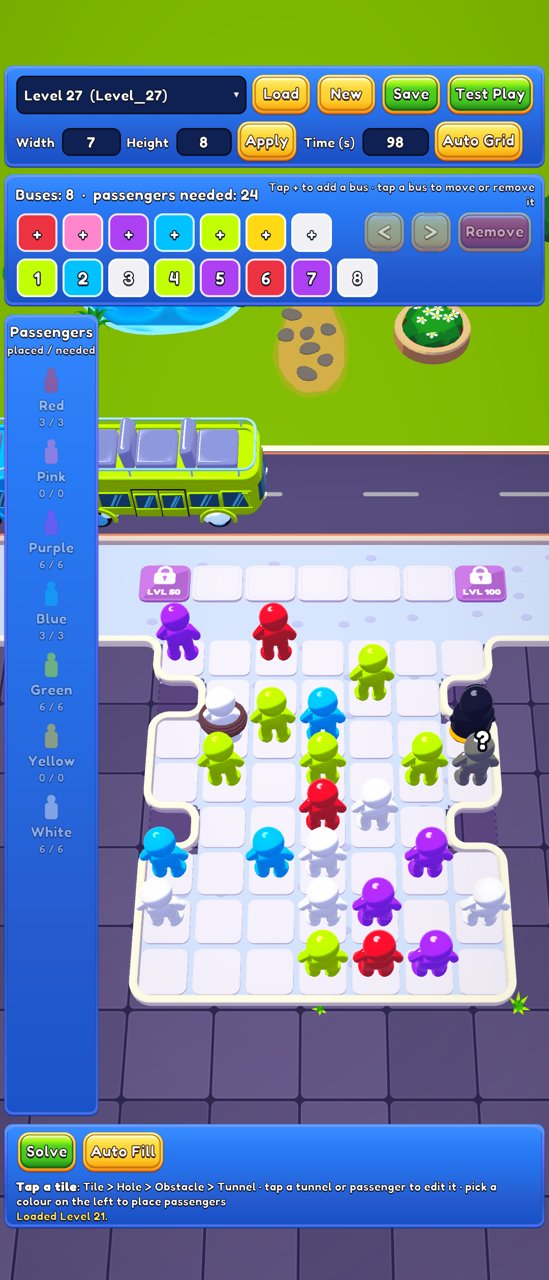 Level 27 (Level_27)
Load
New
Save
Test Play
Width
7
Height
8
Apply
Time (s)
98
Auto Grid
Buses: 8 · passengers needed: 24
Tap + to add a bus · tap a bus to move or remove
it
+ + + + + + +
<
>
Remove
1 2 3 4 5 6 7 8
Passengers
placed / needed
Red
3 / 3
Pink
0 / 0
Purple
6 / 6
Blue
3 / 3
Green
6 / 6
Yellow
0 / 0
White
6 / 6
LVL 50
LVL 100
?
Solve
Auto Fill
Tap a tile: Tile > Hole > Obstacle > Tunnel · tap a tunnel or passenger to edit it · pick a
colour on the left to place passengers
Loaded Level 21.